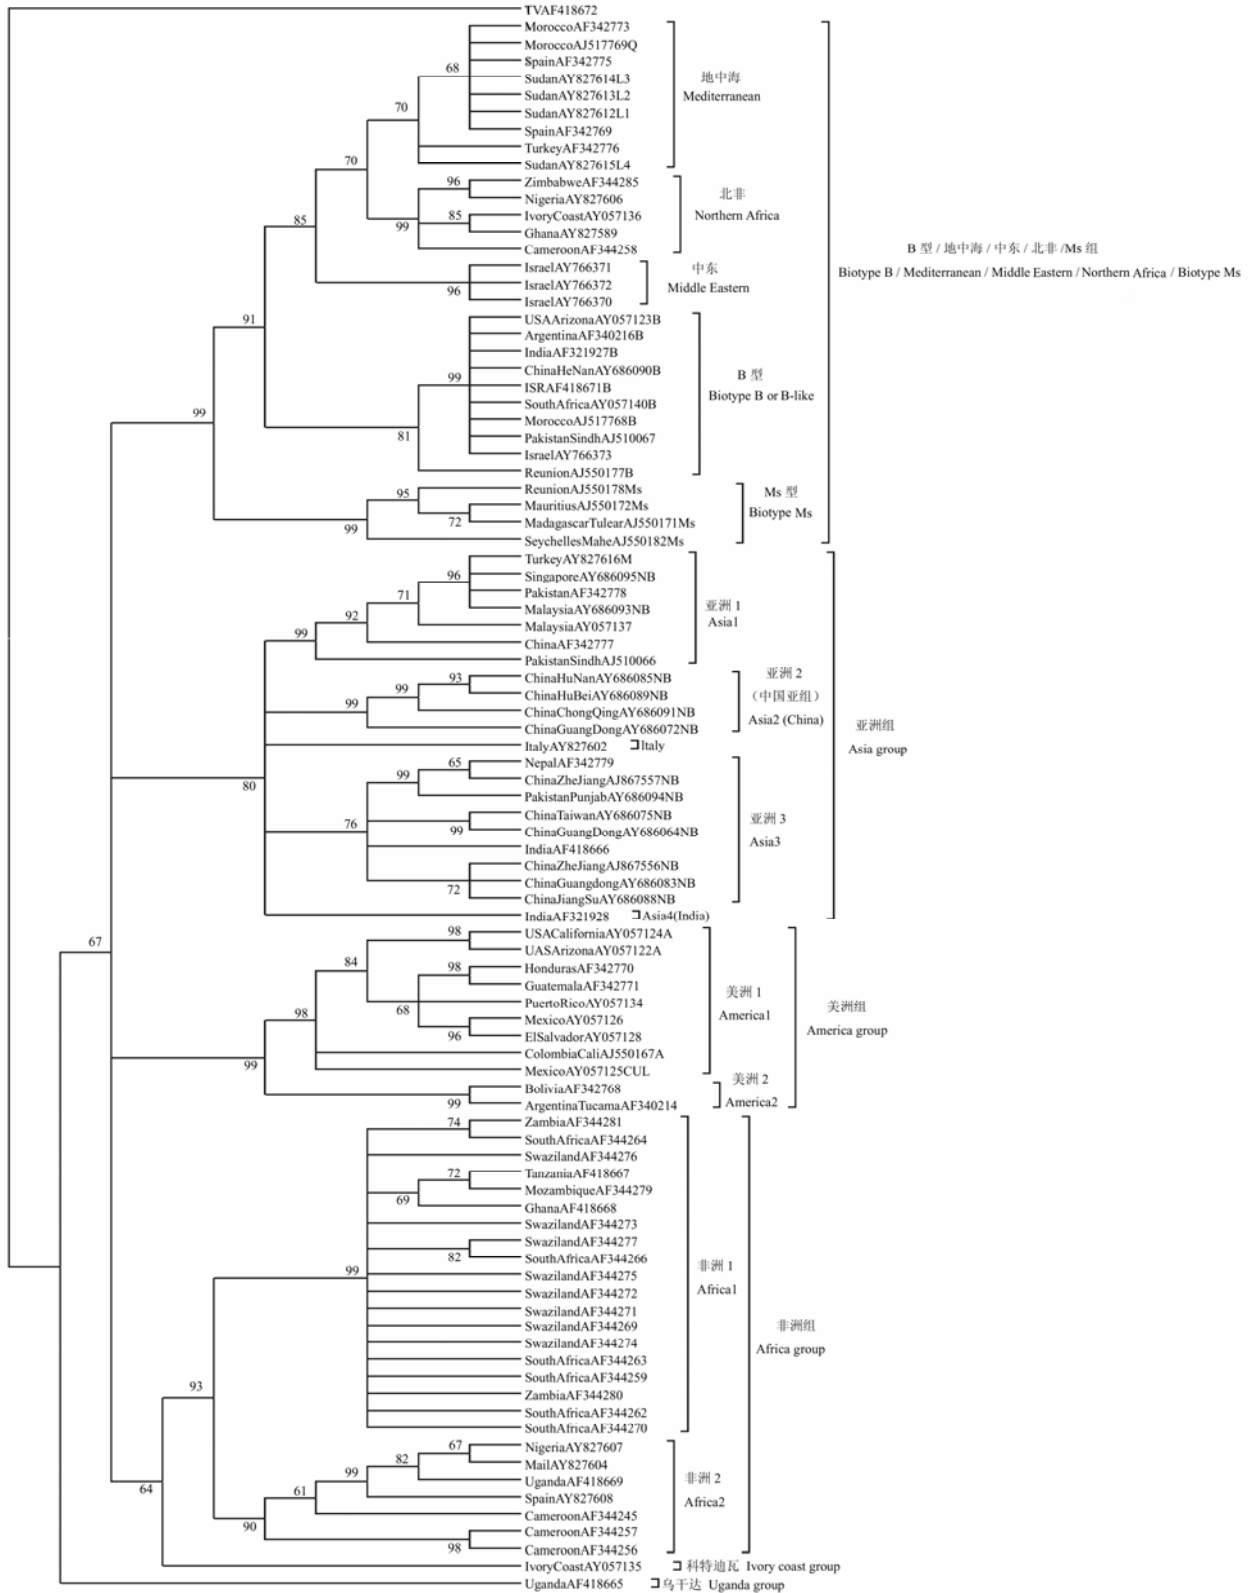 TVAF418672
MoroccoAF342773
MoroccoAJ517769Q
SpainAF342775
68
SudanAY827614L3
地中海
Mediterranean
SudanAY827613L2
70
SudanAY827612L1
SpainAF342769
TurkeyAF342776
70
SudanAY827615L4
96
ZimbabweAF344285
北非
Northern Africa
NigeriaAY827606
85
IvoryCoastAY057136
85
99
GhanaAY827589
CameroonAF344258
B 型 / 地中海 / 中东 / 北非 /Ms 组
Biotype B / Mediterranean / Middle Eastern / Northern Africa / Biotype Ms
IsraelAY766371
中东
Middle Eastern
96
IsraelAY766372
IsraelAY766370
91
USAArizonaAY057123B
ArgentinaAF340216B
IndiaAF321927B
ChinaHeNanAY686090B
99
ISRAF418671B
B 型
Biotype B or B-like
SouthAfricaAY057140B
99
MoroccoAJ517768B
81
PakistanSindhAJ510067
IsraelAY766373
ReunionAJ550177B
95
ReunionAJ550178Ms
Ms 型
Biotype Ms
MauritiusAJ550172Ms
99
72
MadagascarTulearAJ550171Ms
SeychellesMaheAJ550182Ms
TurkeyAY827616M
96
SingaporeAY686095NB
71
PakistanAF342778
亚洲 1
Asia1
92
MalaysiaAY686093NB
99
MalaysiaAY057137
ChinaAF342777
PakistanSindhAJ510066
93
ChinaHuNanAY686085NB
亚洲 2
（中国亚组）
Asia2 (China)
99
ChinaHuBeiAY686089NB
99
ChinaChongQingAY686091NB
ChinaGuangDongAY686072NB
亚洲组
Asia group
ItalyAY827602
Italy
65
NepalAF342779
99
ChinaZheJiangAJ867557NB
80
PakistanPunjabAY686094NB
76
ChinaTaiwanAY686075NB
亚洲 3
Asia3
99
ChinaGuangDongAY686064NB
IndiaAF418666
ChinaZheJiangAJ867556NB
72
ChinaGuangdongAY686083NB
ChinaJiangSuAY686088NB
IndiaAF321928
Asia4(India)
67
98
USACaliforniaAY057124A
UASArizonaAY057122A
84
98
HondurasAF342770
GuatemalaAF342771
美洲 1
America1
68
PuertoRicoAY057134
98
MexicoAY057126
美洲组
America group
96
ElSalvadorAY057128
99
ColombiaCaliAJ550167A
MexicoAY057125CUL
美洲 2
America2
BoliviaAF342768
99
ArgentinaTucamaAF340214
74
ZambiaAF344281
SouthAfricaAF344264
SwazilandAF344276
72
TanzaniaAF418667
69
MozambiqueAF344279
GhanaAF418668
SwazilandAF344273
SwazilandAF344277
82
SouthAfricaAF344266
99
SwazilandAF344275
非洲 1
Africa1
SwazilandAF344272
SwazilandAF344271
SwazilandAF344269
非洲组
Africa group
SwazilandAF344274
SouthAfricaAF344263
SouthAfricaAF344259
93
ZambiaAF344280
SouthAfricaAF344262
SouthAfricaAF344270
67
NigeriaAY827607
82
MailAY827604
99
UgandaAF418669
非洲 2
Africa2
64
61
SpainAY827608
CameroonAF344245
90
CameroonAF344257
98
CameroonAF344256
IvoryCoastAY057135
科特迪瓦 Ivory coast group
UgandaAF418665
乌干达 Uganda group